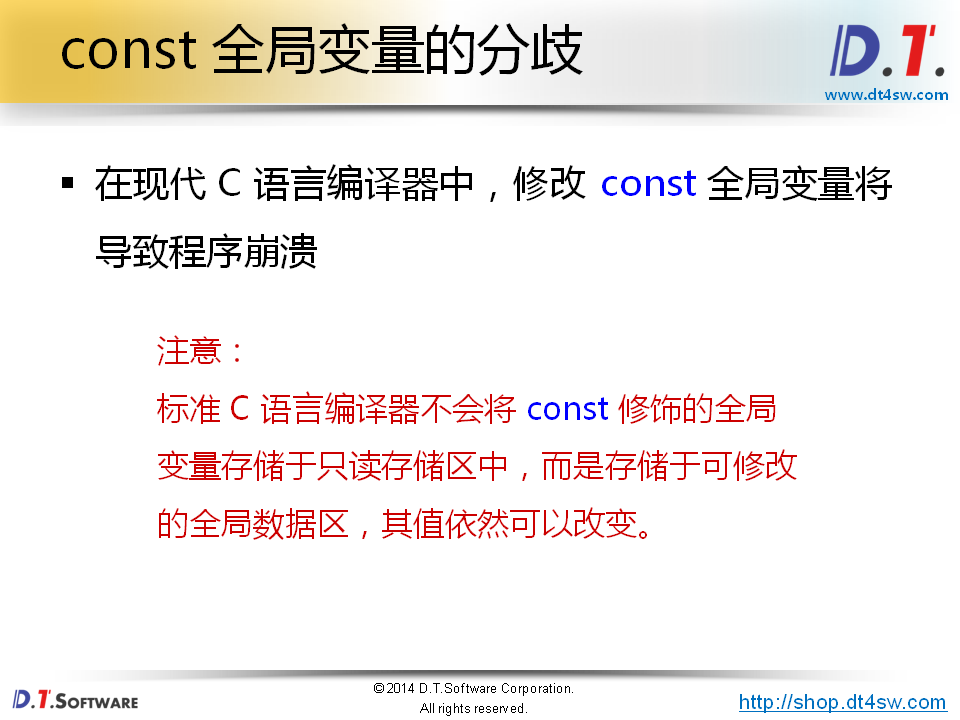 const 全局变量的分歧
D.T.
www.dt4sw.com
▪ 在现代 C 语言编译器中，修改 const 全局变量将
导致程序崩溃
注意：
标准 C 语言编译器不会将 const 修饰的全局
变量存储于只读存储区中，而是存储于可修改
的全局数据区，其值依然可以改变。
D.T.SOFTWARE
©2014 D.T.Software Corporation.
All rights reserved.
http://shop.dt4sw.com